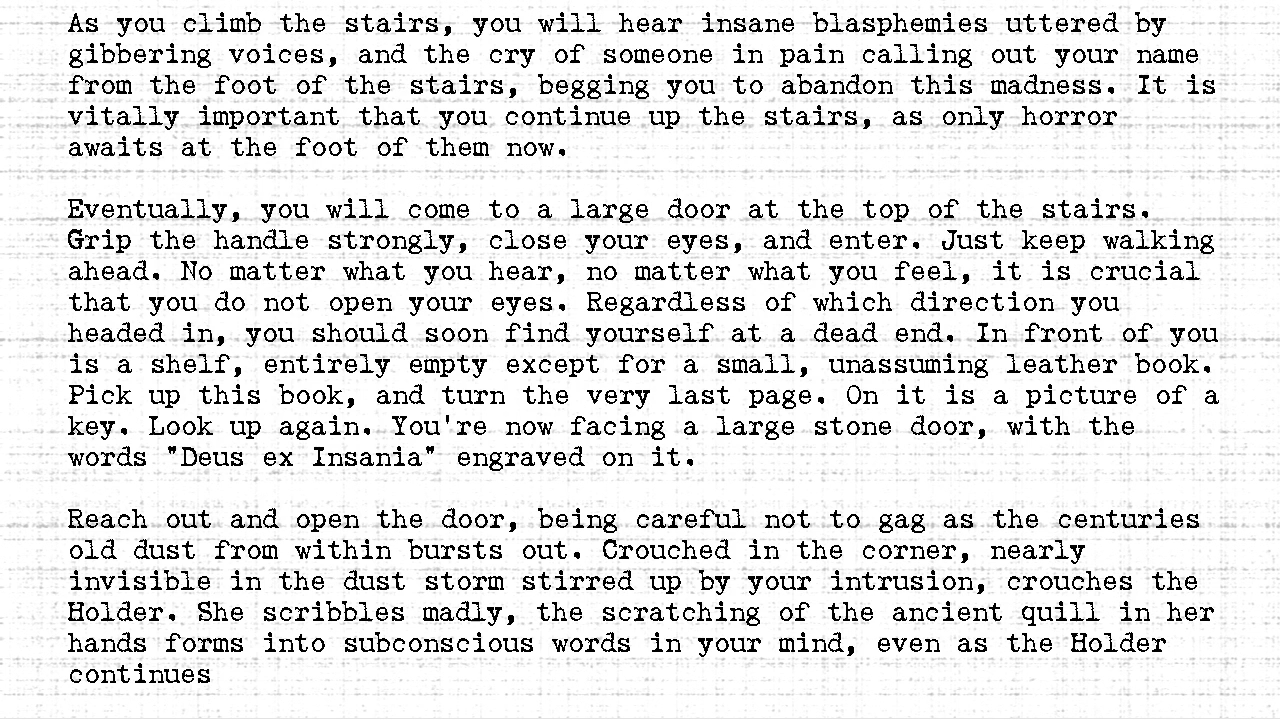 As you climb the stairs, you will hear insane blasphemies uttered by
gibbering voices, and the cry of someone in pain calling out your name
from the foot of the stairs, begging you to abandon this madness. It is
vitally important that you continue up the stairs, as only horror
awaits at the foot of them now.

Eventually, you will come to a large door at the top of the stairs.
Grip the handle strongly, close your eyes, and enter. Just keep walking
ahead. No matter what you hear, no matter what you feel, it is crucial
that you do not open your eyes. Regardless of which direction you
headed in, you should soon find yourself at a dead end. In front of you
is a shelf, entirely empty except for a small, unassuming leather book.
Pick up this book, and turn the very last page. On it is a picture of a
key. Look up again. You're now facing a large stone door, with the
words "Deus ex Insania" engraved on it.

Reach out and open the door, being careful not to gag as the centuries
old dust from within bursts out. Crouched in the corner, nearly
invisible in the dust storm stirred up by your intrusion, crouches the
Holder. She scribbles madly, the scratching of the ancient quill in her
hands forms into subconscious words in your mind, even as the Holder
continues